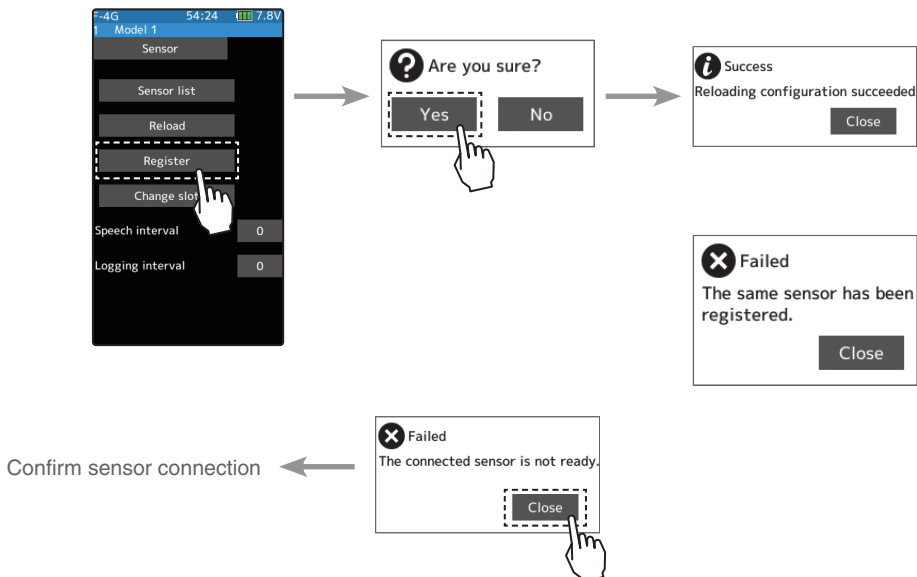 F-4G 54:24 7.8V
1 Model 1
Sensor
Sensor list
Reload
Register
Change slot
Speech interval 0
Logging interval 0
Are you sure?
Yes No
Success
Reloading configuration succeeded
Close
Failed
The same sensor has been
registered.
Close
Failed
The connected sensor is not ready.
Close
Confirm sensor connection